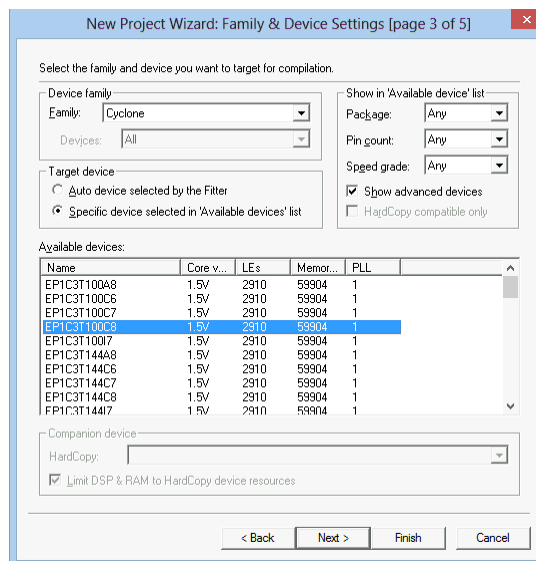 New Project Wizard: Family & Device Settings [page 3 of 5]
Select the family and device you want to target for compilation.
Device family
Family: Cyclone
Devices: All
Show in 'Available device' list
Package: Any
Pin count: Any
Speed grade: Any
Show advanced devices
HardCopy compatible only
Target device
Auto device selected by the Fitter
Specific device selected in 'Available devices' list
Available devices:
Name Core v... LEs Memor... PLL
EP1C3T100A8 1.5V 2910 59904 1
EP1C3T100C6 1.5V 2910 59904 1
EP1C3T100C7 1.5V 2910 59904 1
EP1C3T100C8 1.5V 2910 59904 1
EP1C3T100I7 1.5V 2910 59904 1
EP1C3T144A8 1.5V 2910 59904 1
EP1C3T144C6 1.5V 2910 59904 1
EP1C3T144C7 1.5V 2910 59904 1
EP1C3T144C8 1.5V 2910 59904 1
EP1C3T144I7 1.5V 2910 59904 1
Companion device
HardCopy:
Limit DSP & RAM to HardCopy device resources
< Back Next > Finish Cancel